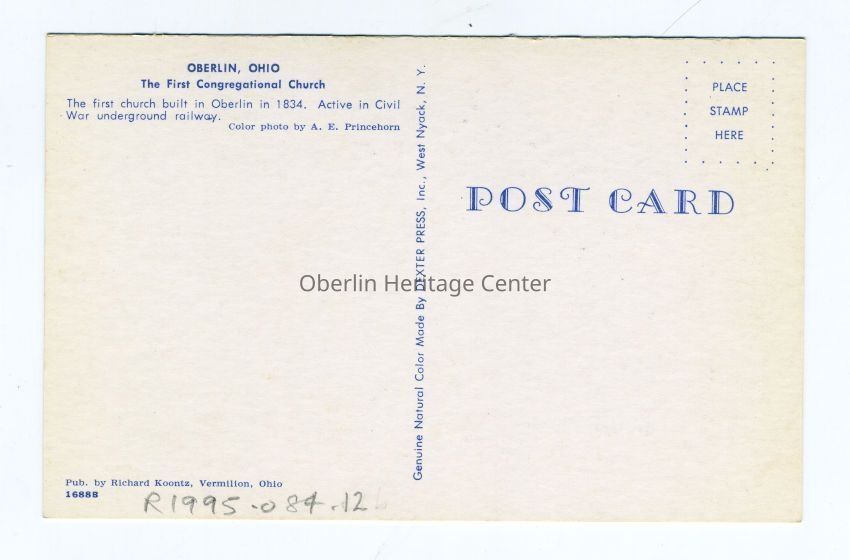 OBERLIN, OHIO
The First Congregational Church
The first church built in Oberlin in 1834. Active in Civil
War underground railway.
Color photo by A. E. Princehorn
Genuine Natural Color Made By DEXTER PRESS, Inc., West Nyack, N. Y.
PLACE
STAMP
HERE
POST CARD
Oberlin Heritage Center
Pub. by Richard Koontz, Vermilion, Ohio
1688B
R1995.084.12